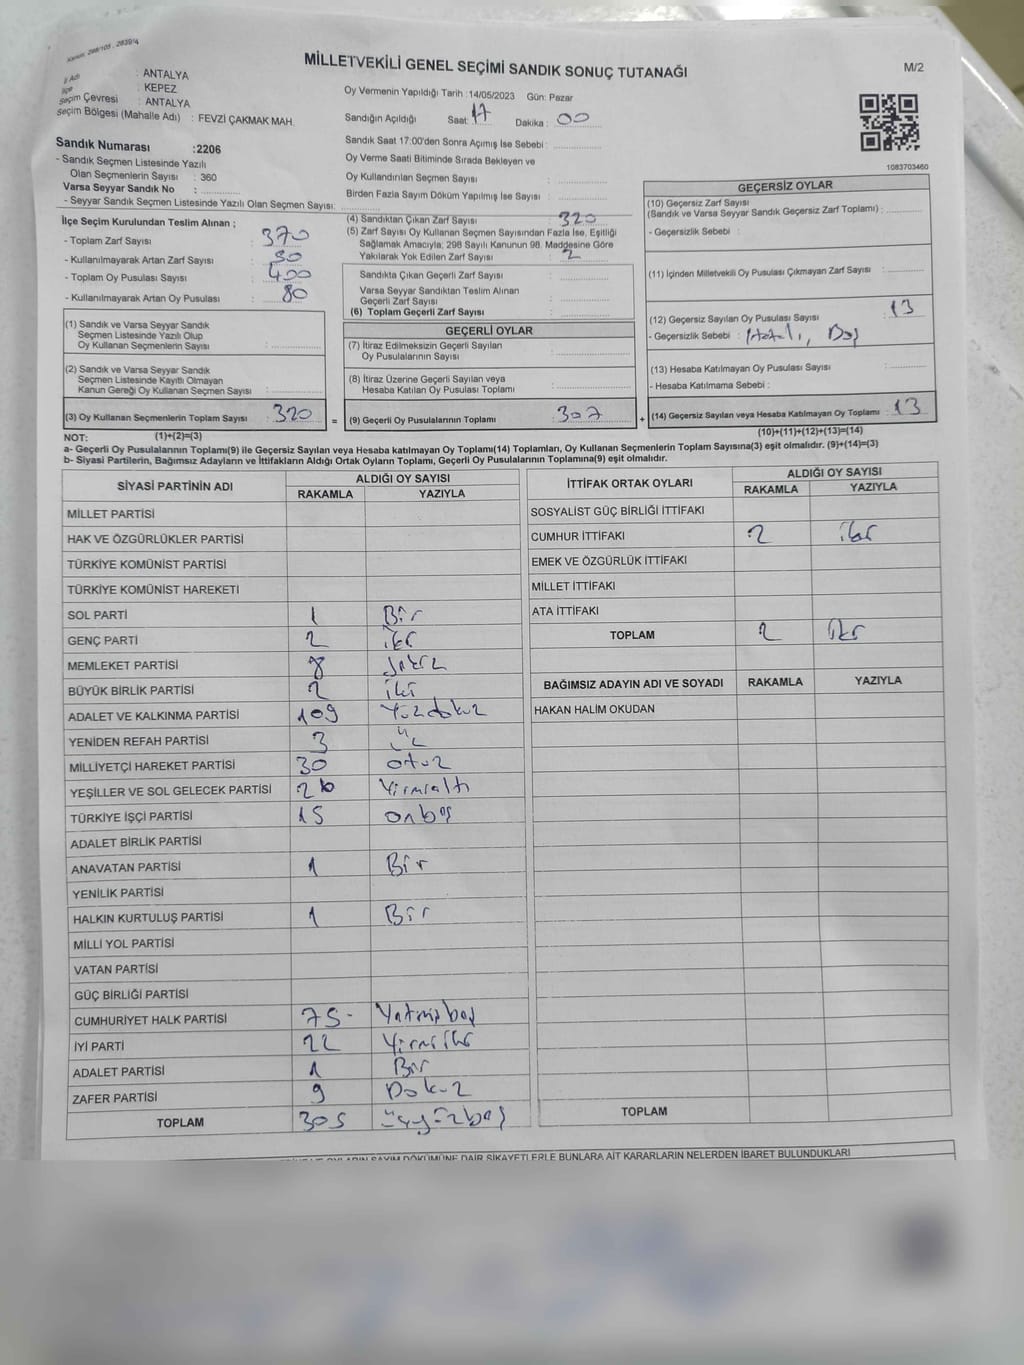 Kanun: 298/105 , 2839/4
MİLLETVEKİLİ GENEL SEÇİMİ SANDIK SONUÇ TUTANAĞI
M/2
İl Adı : ANTALYA
İlçe : KEPEZ
Seçim Çevresi : ANTALYA
Seçim Bölgesi (Mahalle Adı) : FEVZİ ÇAKMAK MAH.
Oy Vermenin Yapıldığı Tarih : 14/05/2023 Gün: Pazar
Sandığın Açıldığı Saat: 17 Dakika : 00
Sandık Saat 17:00'den Sonra Açımış İse Sebebi :
Oy Verme Saati Bitiminde Sırada Bekleyen ve
Oy Kullandırılan Seçmen Sayısı :
Birden Fazla Sayım Döküm Yapılmış İse Sayısı :
1083703460
Sandık Numarası :2206
- Sandık Seçmen Listesinde Yazılı
Olan Seçmenlerin Sayısı : 360
Varsa Seyyar Sandık No :
- Seyyar Sandık Seçmen Listesinde Yazılı Olan Seçmen Sayısı:
İlçe Seçim Kurulundan Teslim Alınan ;
- Toplam Zarf Sayısı : 370
- Kullanılmayarak Artan Zarf Sayısı : 50
- Toplam Oy Pusulası Sayısı : 400
- Kullanılmayarak Artan Oy Pusulası : 80
(1) Sandık ve Varsa Seyyar Sandık
Seçmen Listesinde Yazılı Olup
Oy Kullanan Seçmenlerin Sayısı :
(2) Sandık ve Varsa Seyyar Sandık
Seçmen Listesinde Kayıtlı Olmayan
Kanun Gereği Oy Kullanan Seçmen Sayısı :
(3) Oy Kullanan Seçmenlerin Toplam Sayısı : 320
(4) Sandıktan Çıkan Zarf Sayısı : 320
(5) Zarf Sayısı Oy Kullanan Seçmen Sayısından Fazla İse, Eşitliği
Sağlamak Amacıyla; 298 Sayılı Kanunun 98. Maddesine Göre
Yakılarak Yok Edilen Zarf Sayısı : 2
Sandıkta Çıkan Geçerli Zarf Sayısı :
Varsa Seyyar Sandıktan Teslim Alınan
Geçerli Zarf Sayısı :
(6) Toplam Geçerli Zarf Sayısı :
GEÇERLİ OYLAR
(7) İtiraz Edilmeksizin Geçerli Sayılan
Oy Pusulalarının Sayısı :
(8) İtiraz Üzerine Geçerli Sayılan veya
Hesaba Katılan Oy Pusulaları Toplamı :
= (9) Geçerli Oy Pusulalarının Toplamı : 307
GEÇERSİZ OYLAR
(10) Geçersiz Zarf Sayısı
(Sandık ve Varsa Seyyar Sandık Geçersiz Zarf Toplamı) :
- Geçersizlik Sebebi :
(11) İçinden Milletvekili Oy Pusulası Çıkmayan Zarf Sayısı :
(12) Geçersiz Sayılan Oy Pusulası Sayısı : 13
- Geçersizlik Sebebi : Boş
(13) Hesaba Katılmayan Oy Pusulası Sayısı :
- Hesaba Katılmama Sebebi :
+ (14) Geçersiz Sayılan veya Hesaba Katılmayan Oy Toplamı : 13
NOT: (1)+(2)=(3)
(10)+(11)+(12)+(13)=(14)
a- Geçerli Oy Pusulalarının Toplamı(9) ile Geçersiz Sayılan veya Hesaba katılmayan Oy Toplamı(14) Toplamları, Oy Kullanan Seçmenlerin Toplam Sayısına(3) eşit olmalıdır. (9)+(14)=(3)
b- Siyasi Partilerin, Bağımsız Adayların ve İttifakların Aldığı Ortak Oyların Toplamı, Geçerli Oy Pusulalarının Toplamına(9) eşit olmalıdır.
SİYASİ PARTİNİN ADI ALDIĞI OY SAYISI
RAKAMLA YAZIYLA
MİLLET PARTİSİ
HAK VE ÖZGÜRLÜKLER PARTİSİ
TÜRKİYE KOMÜNİST PARTİSİ
TÜRKİYE KOMÜNİST HAREKETİ
SOL PARTİ 1 Bir
GENÇ PARTİ 2 iki
MEMLEKET PARTİSİ 8 Sekiz
BÜYÜK BİRLİK PARTİSİ 2 iki
ADALET VE KALKINMA PARTİSİ 109 Yüzdokuz
YENİDEN REFAH PARTİSİ 3 Üç
MİLLİYETÇİ HAREKET PARTİSİ 30 otuz
YEŞİLLER VE SOL GELECEK PARTİSİ 26 Yirmialtı
TÜRKİYE İŞÇİ PARTİSİ 15 onbeş
ADALET BİRLİK PARTİSİ
ANAVATAN PARTİSİ 1 Bir
YENİLİK PARTİSİ
HALKIN KURTULUŞ PARTİSİ 1 Bir
MİLLİ YOL PARTİSİ
VATAN PARTİSİ
GÜÇ BİRLİĞİ PARTİSİ
CUMHURİYET HALK PARTİSİ 75- Yetmişbeş
İYİ PARTİ 22 Yirmiiki
ADALET PARTİSİ 1 Bir
ZAFER PARTİSİ 9 Dokuz
TOPLAM 305 üçyüzbeş
İTTİFAK ORTAK OYLARI ALDIĞI OY SAYISI
RAKAMLA YAZIYLA
SOSYALİST GÜÇ BİRLİĞİ İTTİFAKI
CUMHUR İTTİFAKI 2 iki
EMEK VE ÖZGÜRLÜK İTTİFAKI
MİLLET İTTİFAKI
ATA İTTİFAKI
TOPLAM 2 iki
BAĞIMSIZ ADAYIN ADI VE SOYADI RAKAMLA YAZIYLA
HAKAN HALİM OKUDAN
TOPLAM
SAYIM DÖKÜMÜNE DAİR ŞİKAYETLERLE BUNLARA AİT KARARLARIN NELERDEN İBARET BULUNDUKLARI